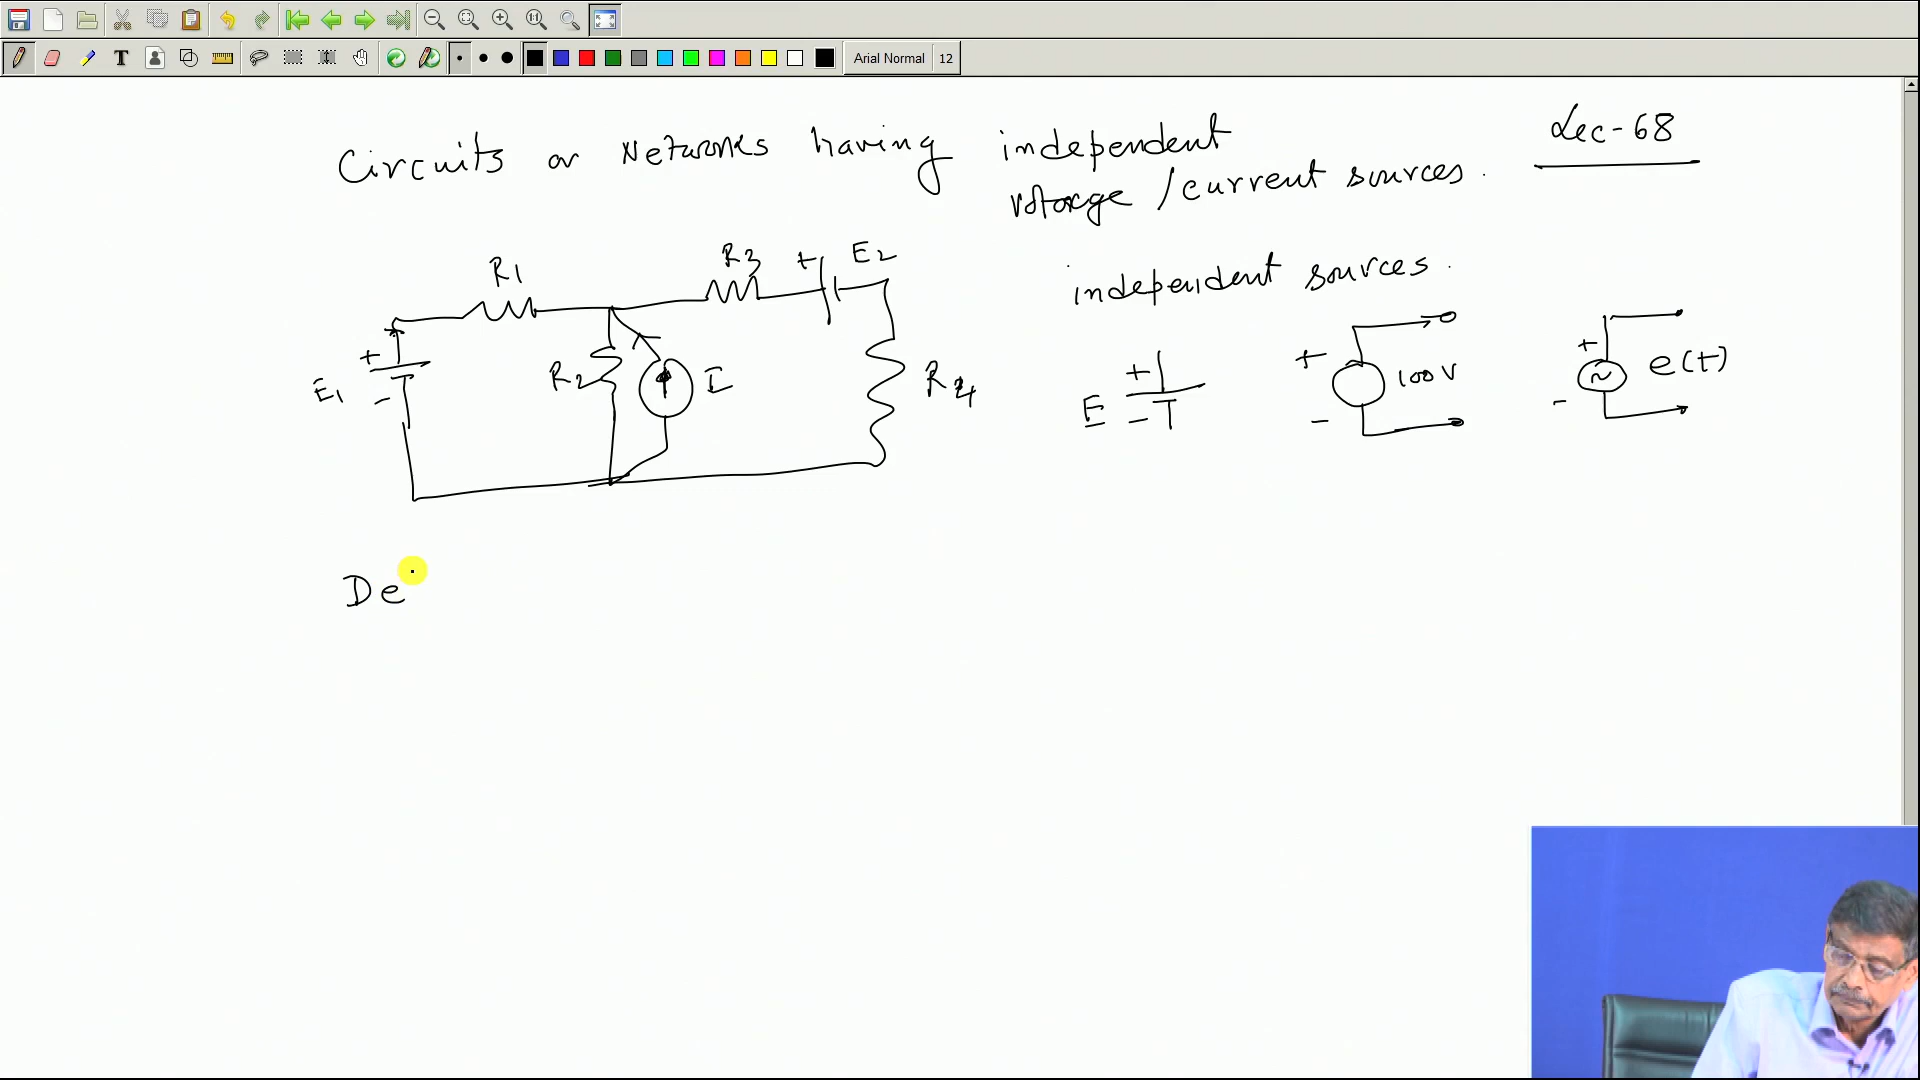 Arial Normal 12
Lec-68
Circuits or Networks having independent
voltage / current sources.
R1 R3 + E2
independent sources.
E1 + - R2 I R4
E + -
+ - 100V
+ - ~ e(t)
De